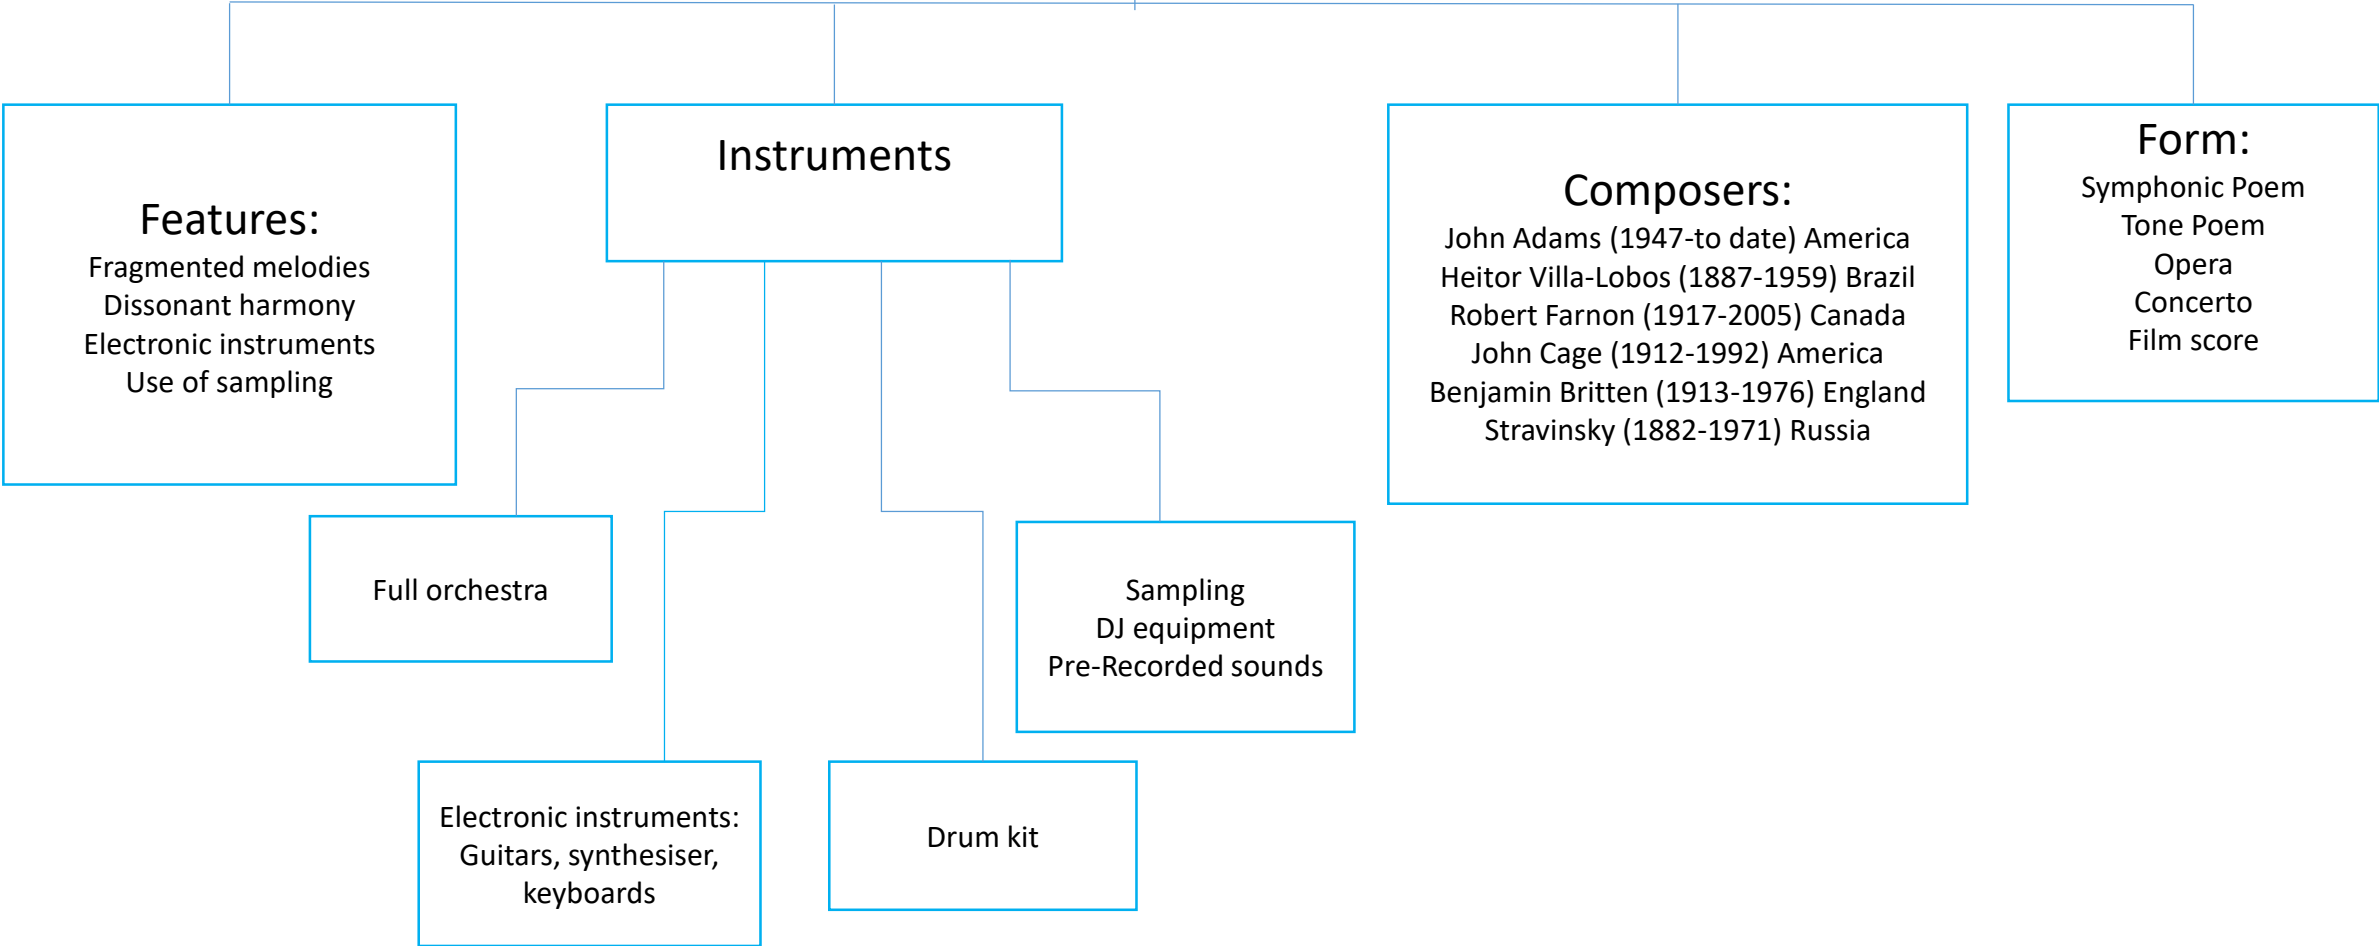 Features:
Fragmented melodies
Dissonant harmony
Electronic instruments
Use of sampling
Instruments
Full orchestra
Electronic instruments:
Guitars, synthesiser,
keyboards
Drum kit
Sampling
DJ equipment
Pre-Recorded sounds
Composers:
John Adams (1947-to date) America
Heitor Villa-Lobos (1887-1959) Brazil
Robert Farnon (1917-2005) Canada
John Cage (1912-1992) America
Benjamin Britten (1913-1976) England
Stravinsky (1882-1971) Russia
Form:
Symphonic Poem
Tone Poem
Opera
Concerto
Film score